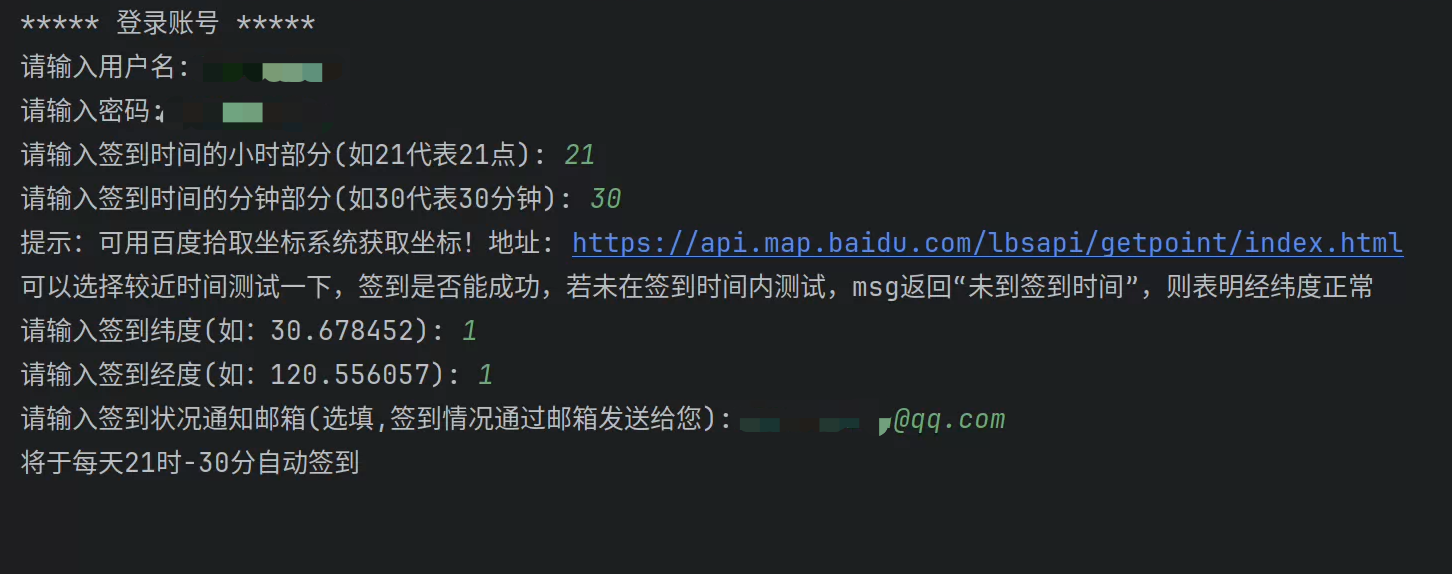 ***** 登录账号 *****
请输入用户名:
请输入密码:
请输入签到时间的小时部分(如21代表21点): 21
请输入签到时间的分钟部分(如30代表30分钟): 30
提示: 可用百度拾取坐标系统获取坐标! 地址: https://api.map.baidu.com/lbsapi/getpoint/index.html
可以选择较近时间测试一下，签到是否能成功，若未在签到时间内测试，msg返回“未到签到时间”，则表明经纬度正常
请输入签到纬度(如: 30.678452): 1
请输入签到经度(如: 120.556057): 1
请输入签到状况通知邮箱(选填,签到情况通过邮箱发送给您): @qq.com
将于每天21时-30分自动签到